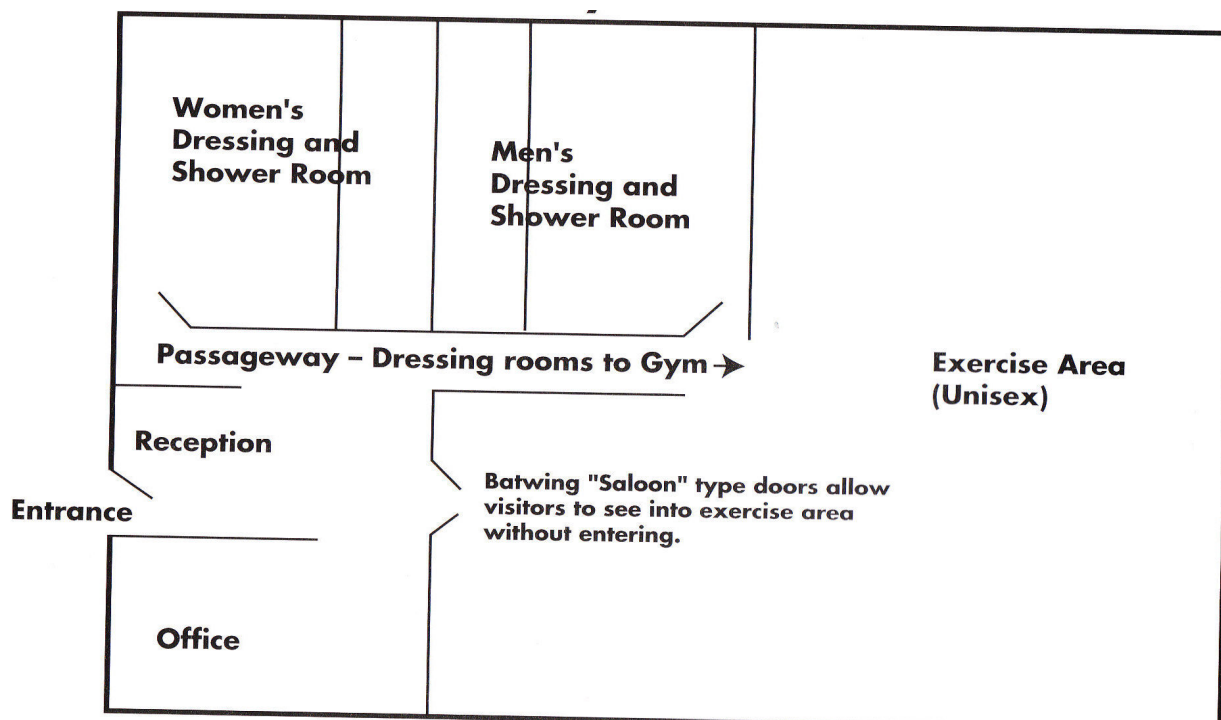 Women's
Dressing and
Shower Room
Men's
Dressing and
Shower Room
Passageway – Dressing rooms to Gym
Exercise Area
(Unisex)
Reception
Entrance
Batwing "Saloon" type doors allow
visitors to see into exercise area
without entering.
Office